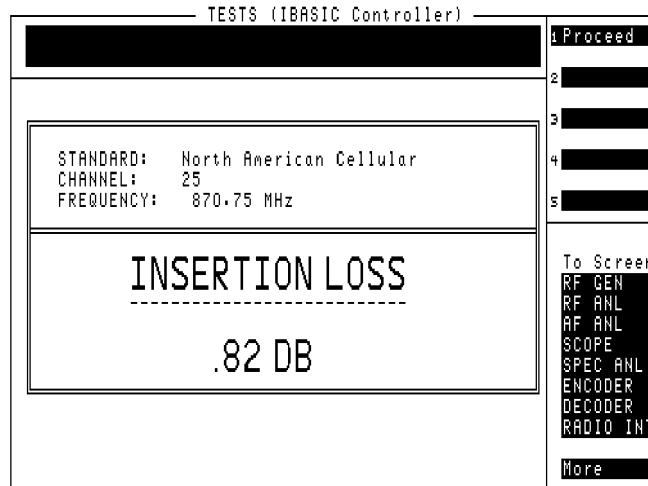 TESTS (IBASIC Controller)
1 Proceed
2
3
4
5
STANDARD: North American Cellular
CHANNEL: 25
FREQUENCY: 870.75 MHz
INSERTION LOSS
.82 DB
To Screen
RF GEN
RF ANL
AF ANL
SCOPE
SPEC ANL
ENCODER
DECODER
RADIO INT
More